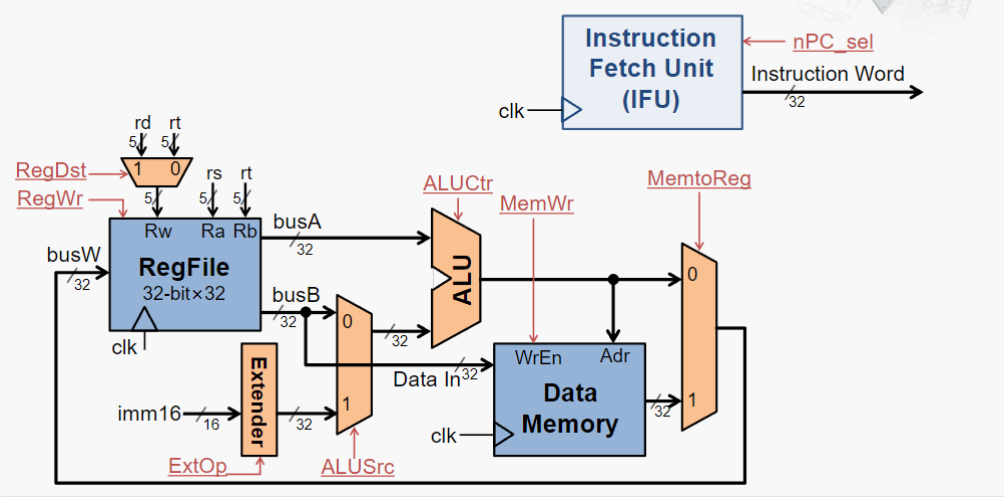 Instruction
Fetch Unit
(IFU)
nPC_sel
Instruction Word
32
clk
rd rt
5 5
1 0
RegDst
rs rt
RegWr
5 5 5
ALUCtr
MemtoReg
MemWr
Rw Ra Rb
busA
32
busW
32
RegFile
32-bit×32
ALU
0
busB
32
0
clk
32
WrEn Adr
Data In 32
Data
Memory
32
1
Extender
imm16
16
32
1
clk
ExtOp
ALUSrc